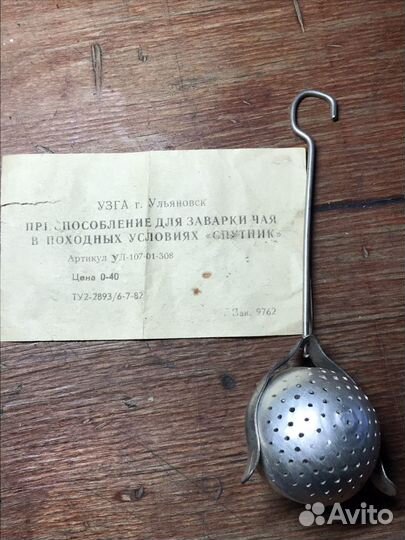 УЗГА г. Ульяновск
ПРИСПОСОБЛЕНИЕ ДЛЯ ЗАВАРКИ ЧАЯ
В ПОХОДНЫХ УСЛОВИЯХ «СПУТНИК»
Артикул УД-107-01-308
Цена 0-40
ТУ2-2893/6-7-82
Зак. 9762
Avito